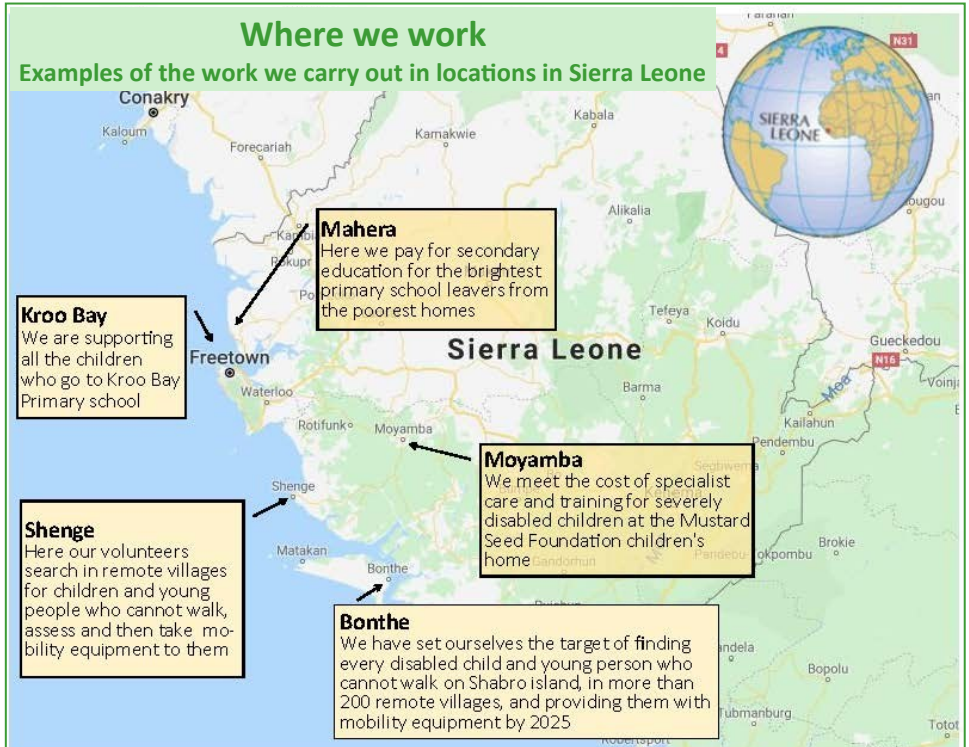 Where we work
Examples of the work we carry out in locations in Sierra Leone
N31
Conakry
Kaloum
Forecariah
Kamakwie
Kabala
Alikalia
SIERRA
LEONE
Mahera
Here we pay for secondary
education for the brightest
primary school leavers from
the poorest homes
Kroo Bay
We are supporting
all the children
who go to Kroo Bay
Primary school
Freetown
Waterloo
Sierra Leone
Tefeya
Koidu
Gueckedou
N16
Barma
Moa
Kailahun
Pendembu
Rotifunk
Moyamba
Moyamba
We meet the cost of specialist
care and training for severely
disabled children at the Mustard
Seed Foundation children's
home
Shenge
Shenge
Here our volunteers
search in remote villages
for children and young
people who cannot walk,
assess and then take mo-
bility equipment to them
Matakan
Bonthe
Brokie
Bonthe
We have set ourselves the target of finding
every disabled child and young person who
cannot walk on Shabro island, in more than
200 remote villages, and providing them with
mobility equipment by 2025
Bopolu
Tubmanburg